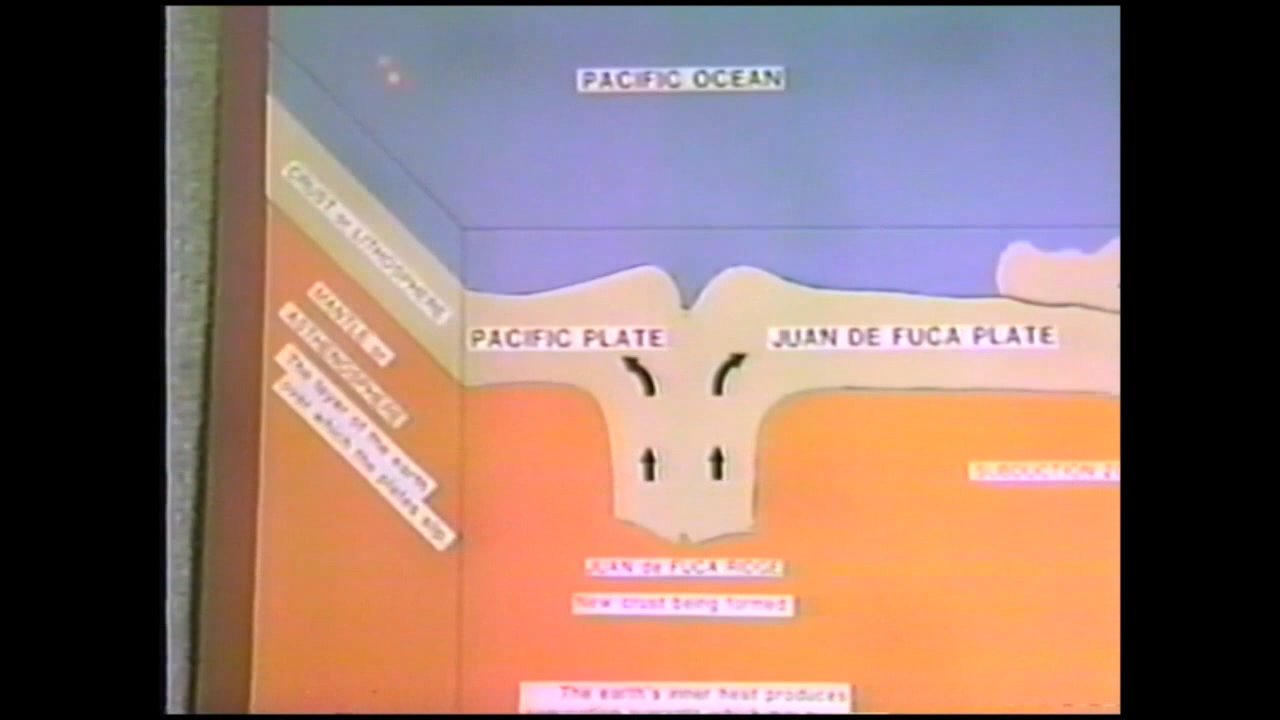 PACIFIC OCEAN
CRUST or LITHOSPHERE
PACIFIC PLATE
JUAN DE FUCA PLATE
MANTLE or
ASTHENOSPHERE
The layer of the earth
over which the plates slip
SUBDUCTION
JUAN de FUCA RIDGE
New crust being formed
The earth's inner heat produces